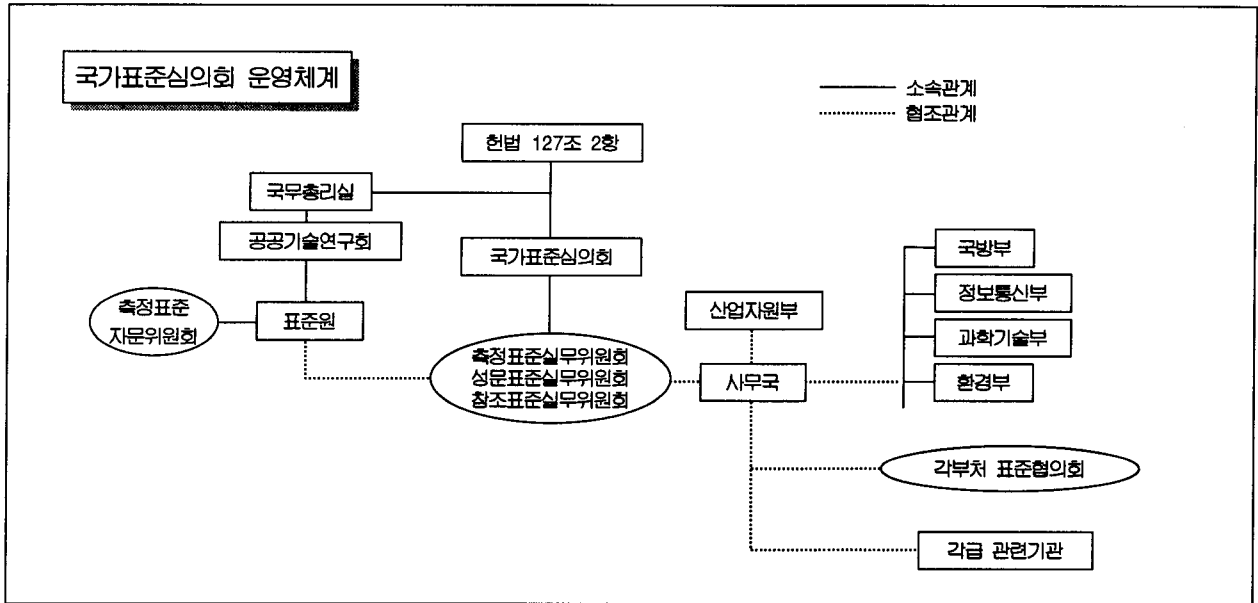 국가표준심의회 운영체계
소속관계
협조관계
헌법 127조 2항
국무총리실
공공기술연구회
국가표준심의회
측정표준
자문위원회
표준원
측정표준실무위원회
성문표준실무위원회
참조표준실무위원회
산업자원부
사무국
국방부
정보통신부
과학기술부
환경부
각부처 표준협의회
각급 관련기관